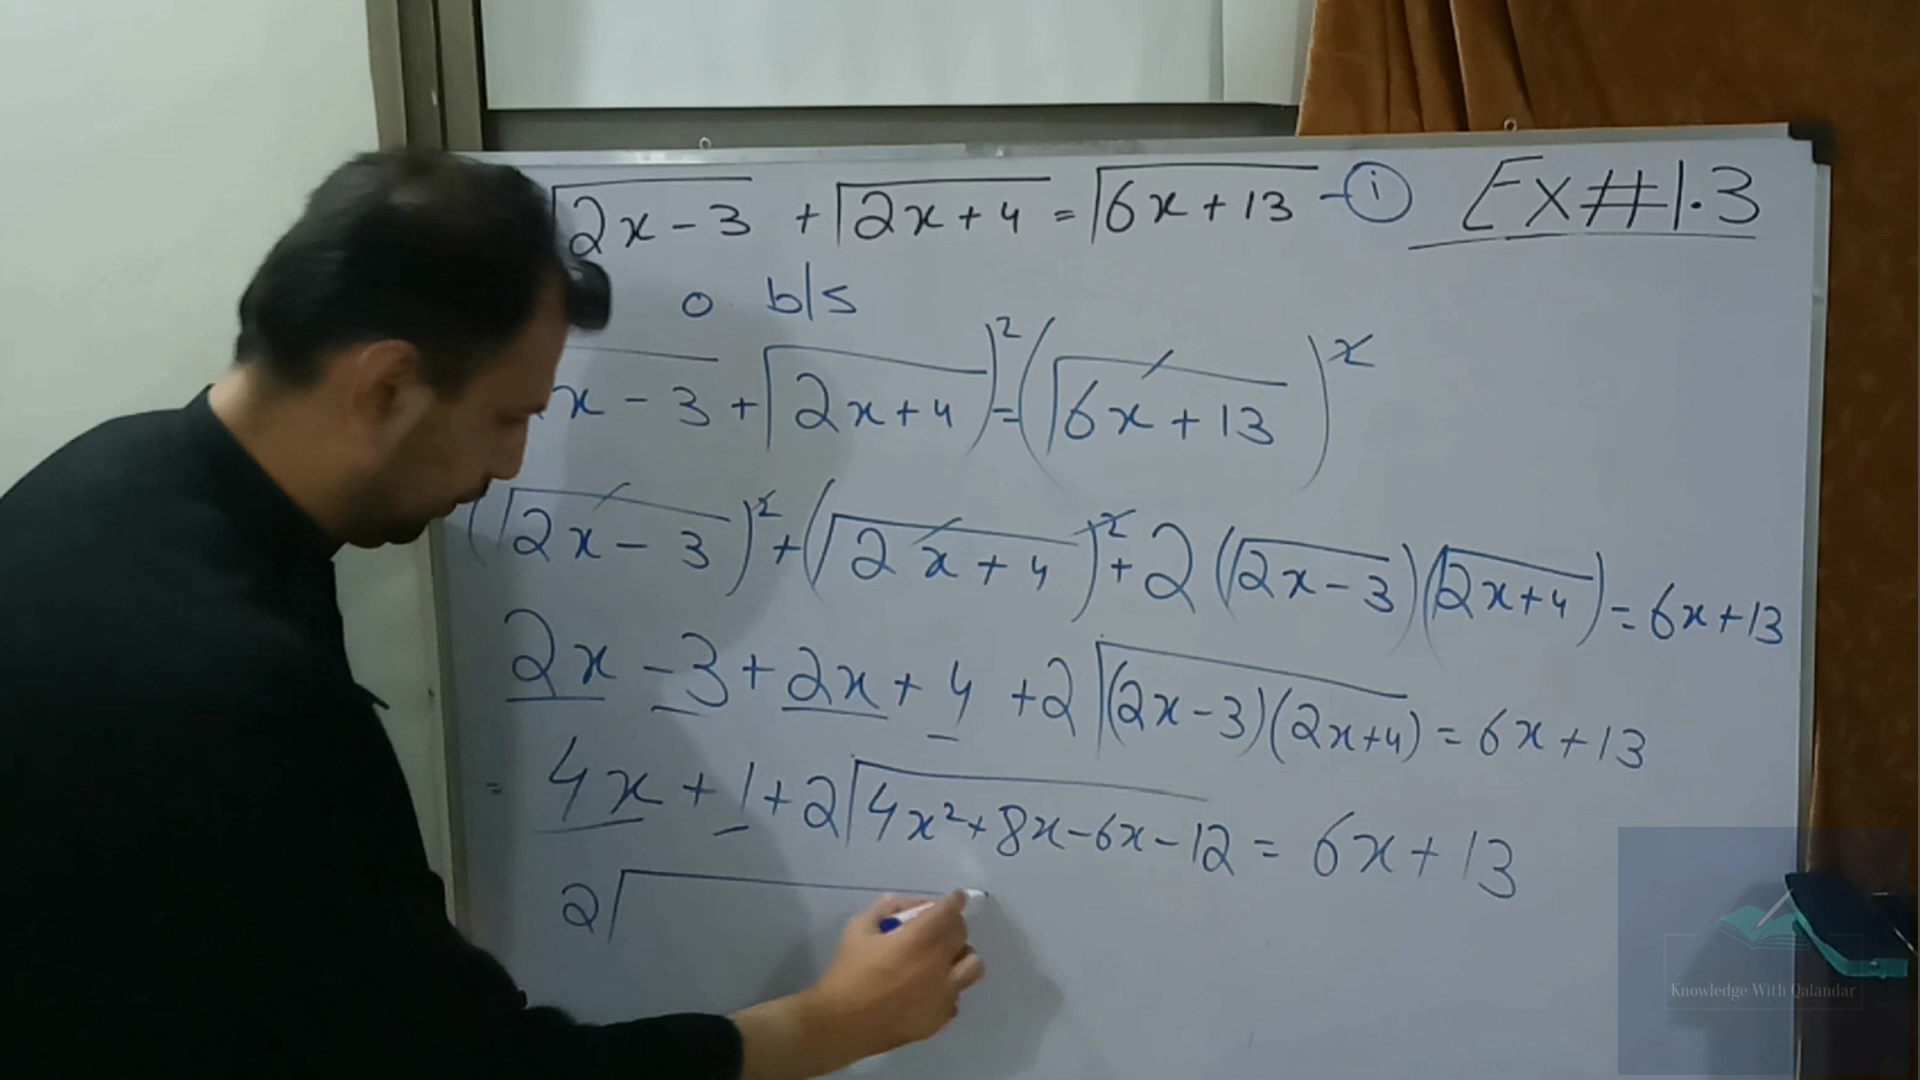 √2x - 3 + √2x + 4 = √6x + 13 - (i) Ex#1.3
b/s
x - 3 + √2x+4)² = (√6x + 13)²
(√2x - 3)² + (√2x + 4)² + 2(√2x - 3)(√2x+4) = 6x+13
2x - 3 + 2x + 4 + 2√(2x-3)(2x+4) = 6x + 13
= 4x + 1 + 2√4x² + 8x - 6x - 12 = 6x + 13
2√
Knowledge With Qalandar